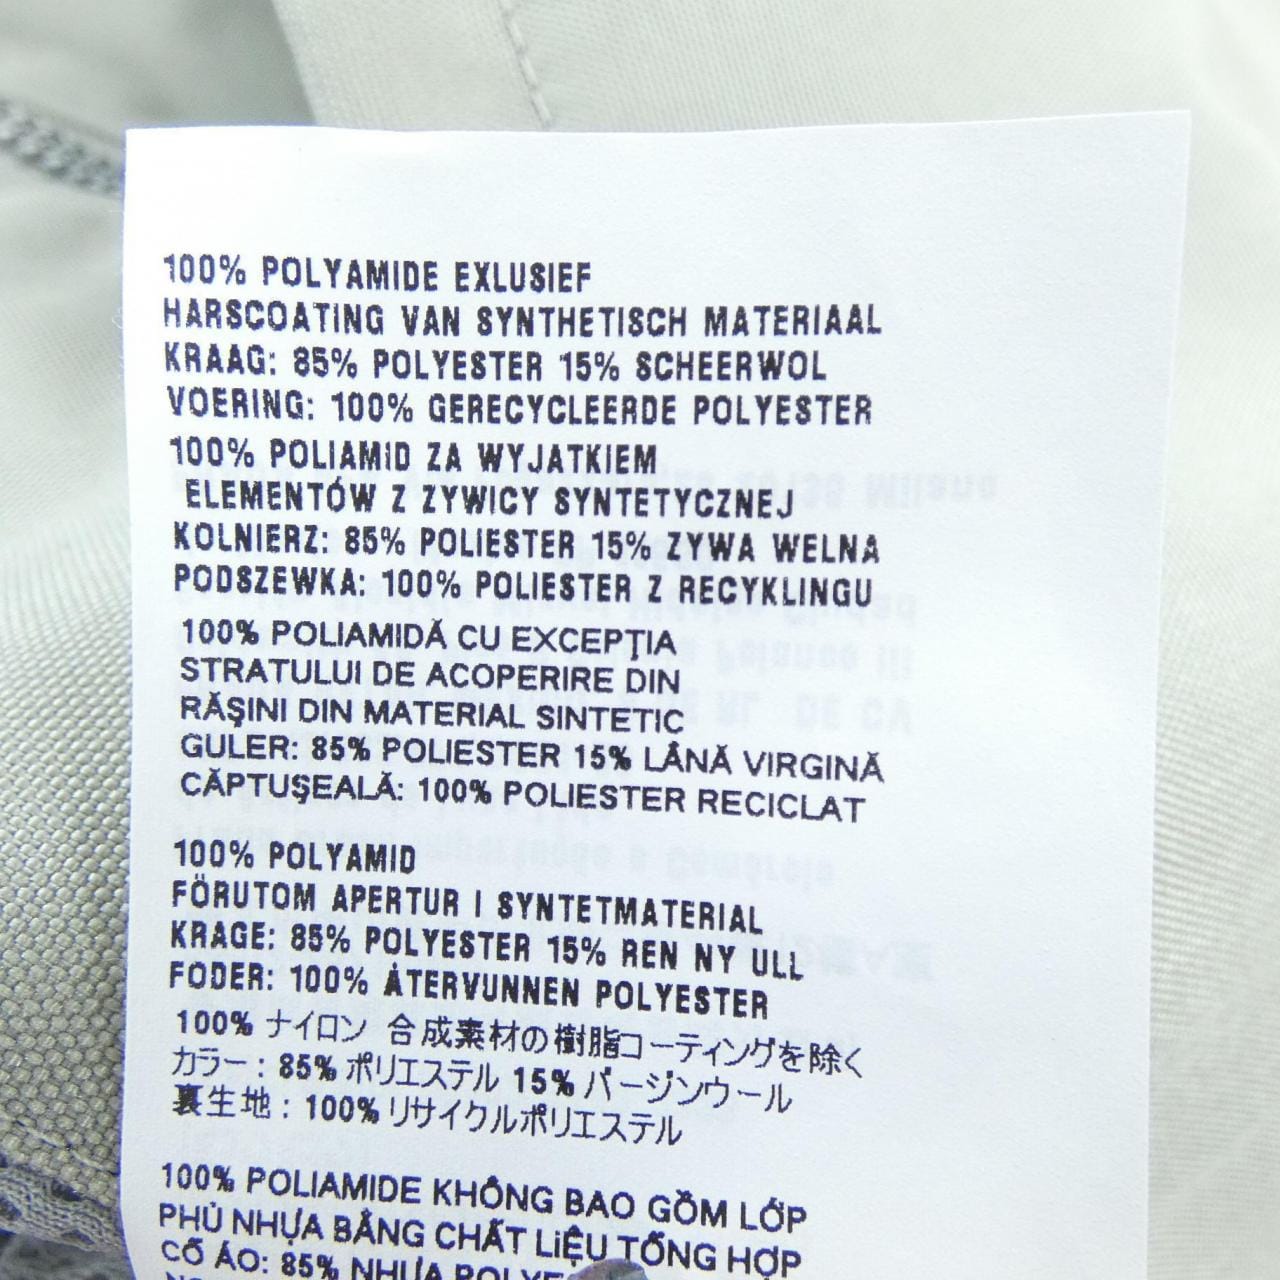 100% POLYAMIDE EXLUSIEF
HARSCOATING VAN SYNTHETISCH MATERIAAL
KRAAG: 85% POLYESTER 15% SCHEERWOL
VOERING: 100% GERECYCLEERDE POLYESTER
100% POLIAMID ZA WYJATKIEM
ELEMENTÓW Z ZYWICY SYNTETYCZNEJ
KOLNIERZ: 85% POLIESTER 15% ZYWA WELNA
PODSZEWKA: 100% POLIESTER Z RECYKLINGU
100% POLIAMIDĂ CU EXCEPŢIA
STRATULUI DE ACOPERIRE DIN
RĂŞINI DIN MATERIAL SINTETIC
GULER: 85% POLIESTER 15% LÂNĂ VIRGINĂ
CĂPTUŞEALĂ: 100% POLIESTER RECICLAT
100% POLYAMID
FÖRUTOM APERTUR I SYNTETMATERIAL
KRAGE: 85% POLYESTER 15% REN NY ULL
FODER: 100% ÅTERVUNNEN POLYESTER
100% ナイロン 合成素材の樹脂コーティングを除く
カラー : 85% ポリエステル 15% バージンウール
裏生地 : 100% リサイクルポリエステル
100% POLIAMIDE KHÔNG BAO GỒM LỚP
PHỦ NHỰA BẰNG CHẤT LIỆU TỔNG HỢP
CỔ ÁO: 85% NHỰA